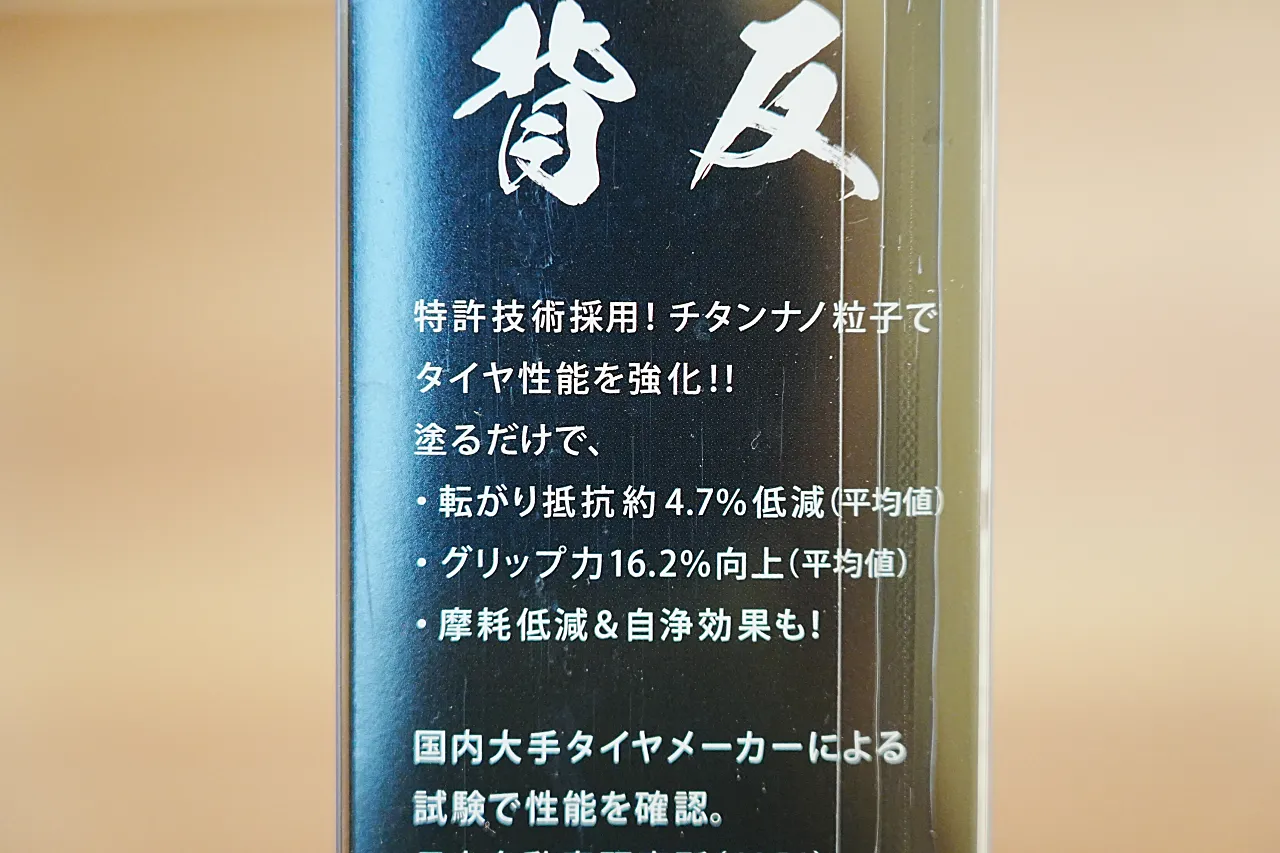 背反
特許技術採用！チタンナノ粒子で
タイヤ性能を強化!!
塗るだけで、
・転がり抵抗約4.7%低減(平均値)
・グリップ力16.2%向上(平均値)
・摩耗低減＆自浄効果も!
国内大手タイヤメーカーによる
試験で性能を確認。